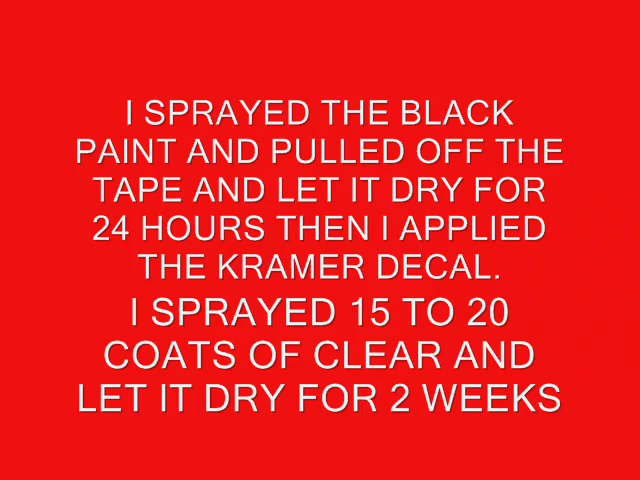 I SPRAYED THE BLACK
PAINT AND PULLED OFF THE
TAPE AND LET IT DRY FOR
24 HOURS THEN I APPLIED
THE KRAMER DECAL.
I SPRAYED 15 TO 20
COATS OF CLEAR AND
LET IT DRY FOR 2 WEEKS